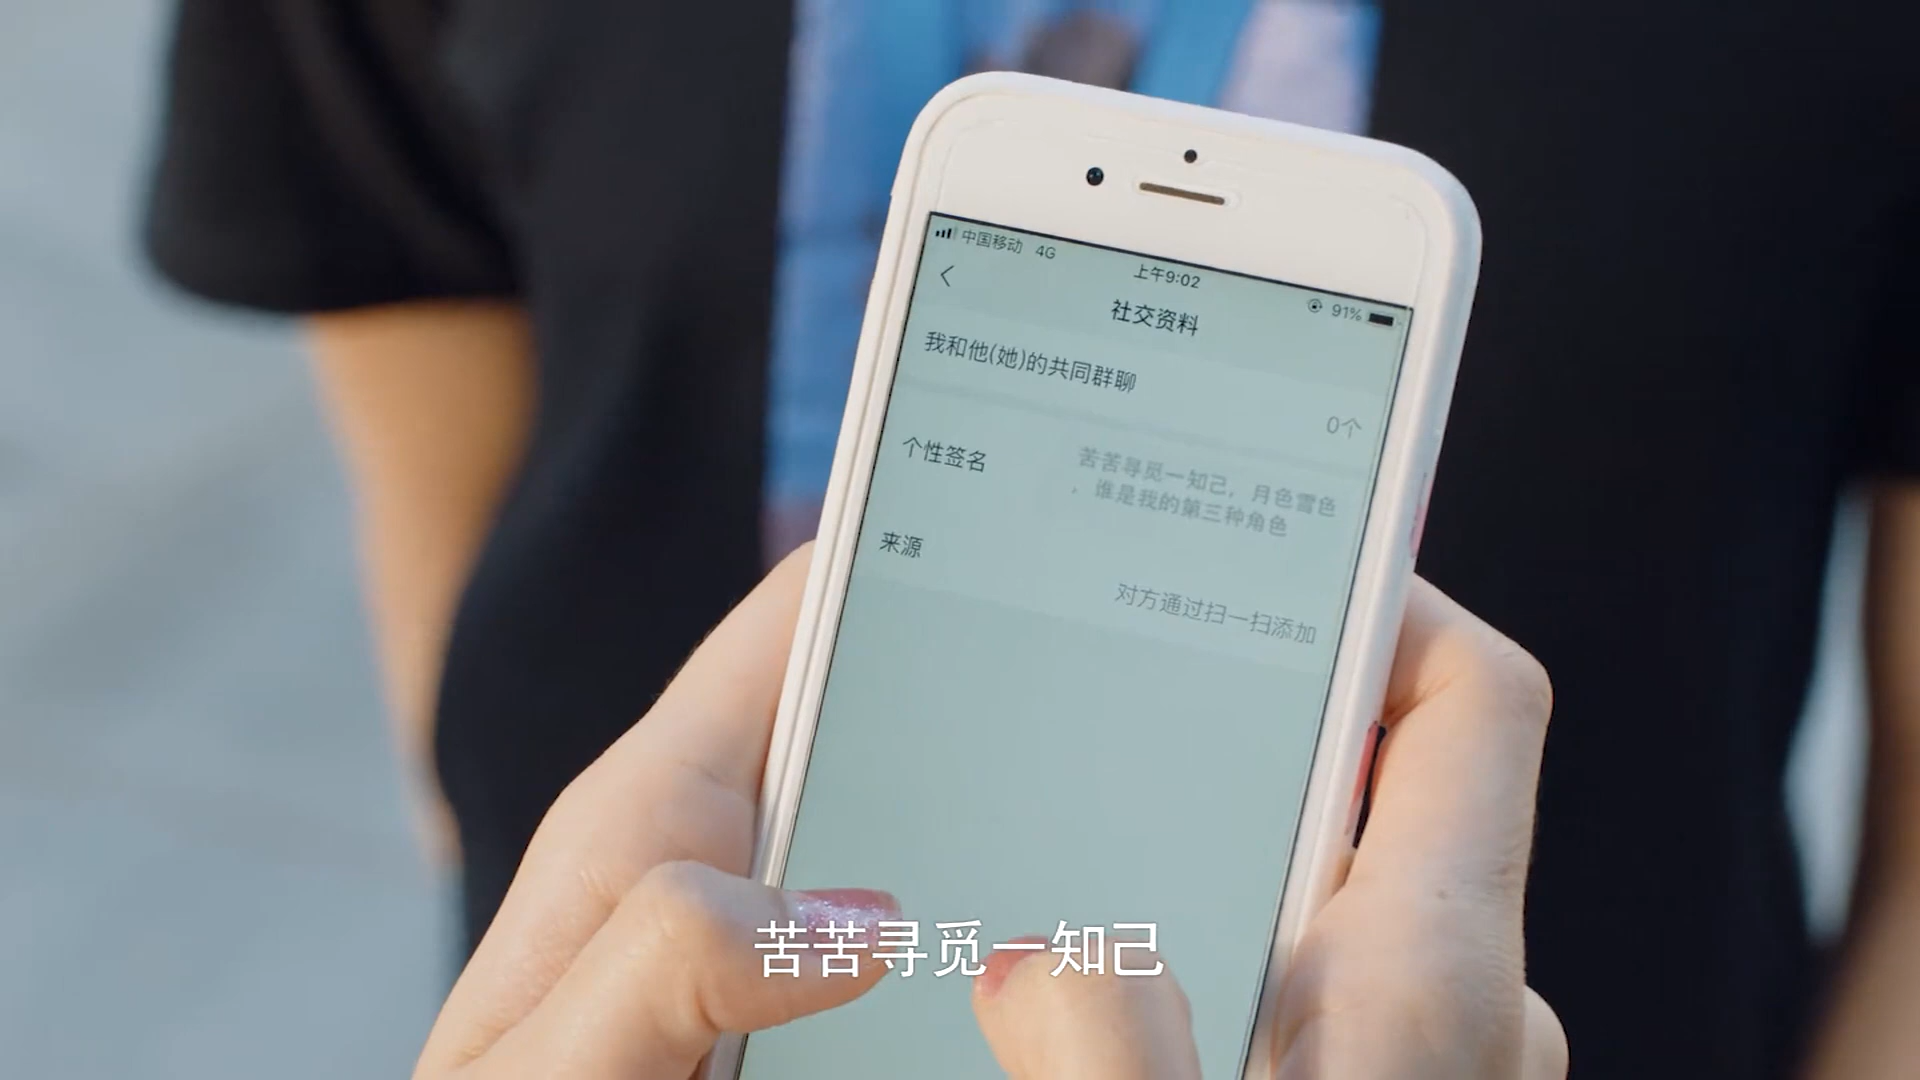 中国移动 4G
上午9:02
91%
社交资料
我和他(她)的共同群聊
0个
个性签名
苦苦寻觅一知己，月色雪色
，谁是我的第三种角色
来源
对方通过扫一扫添加
苦苦寻觅一知己